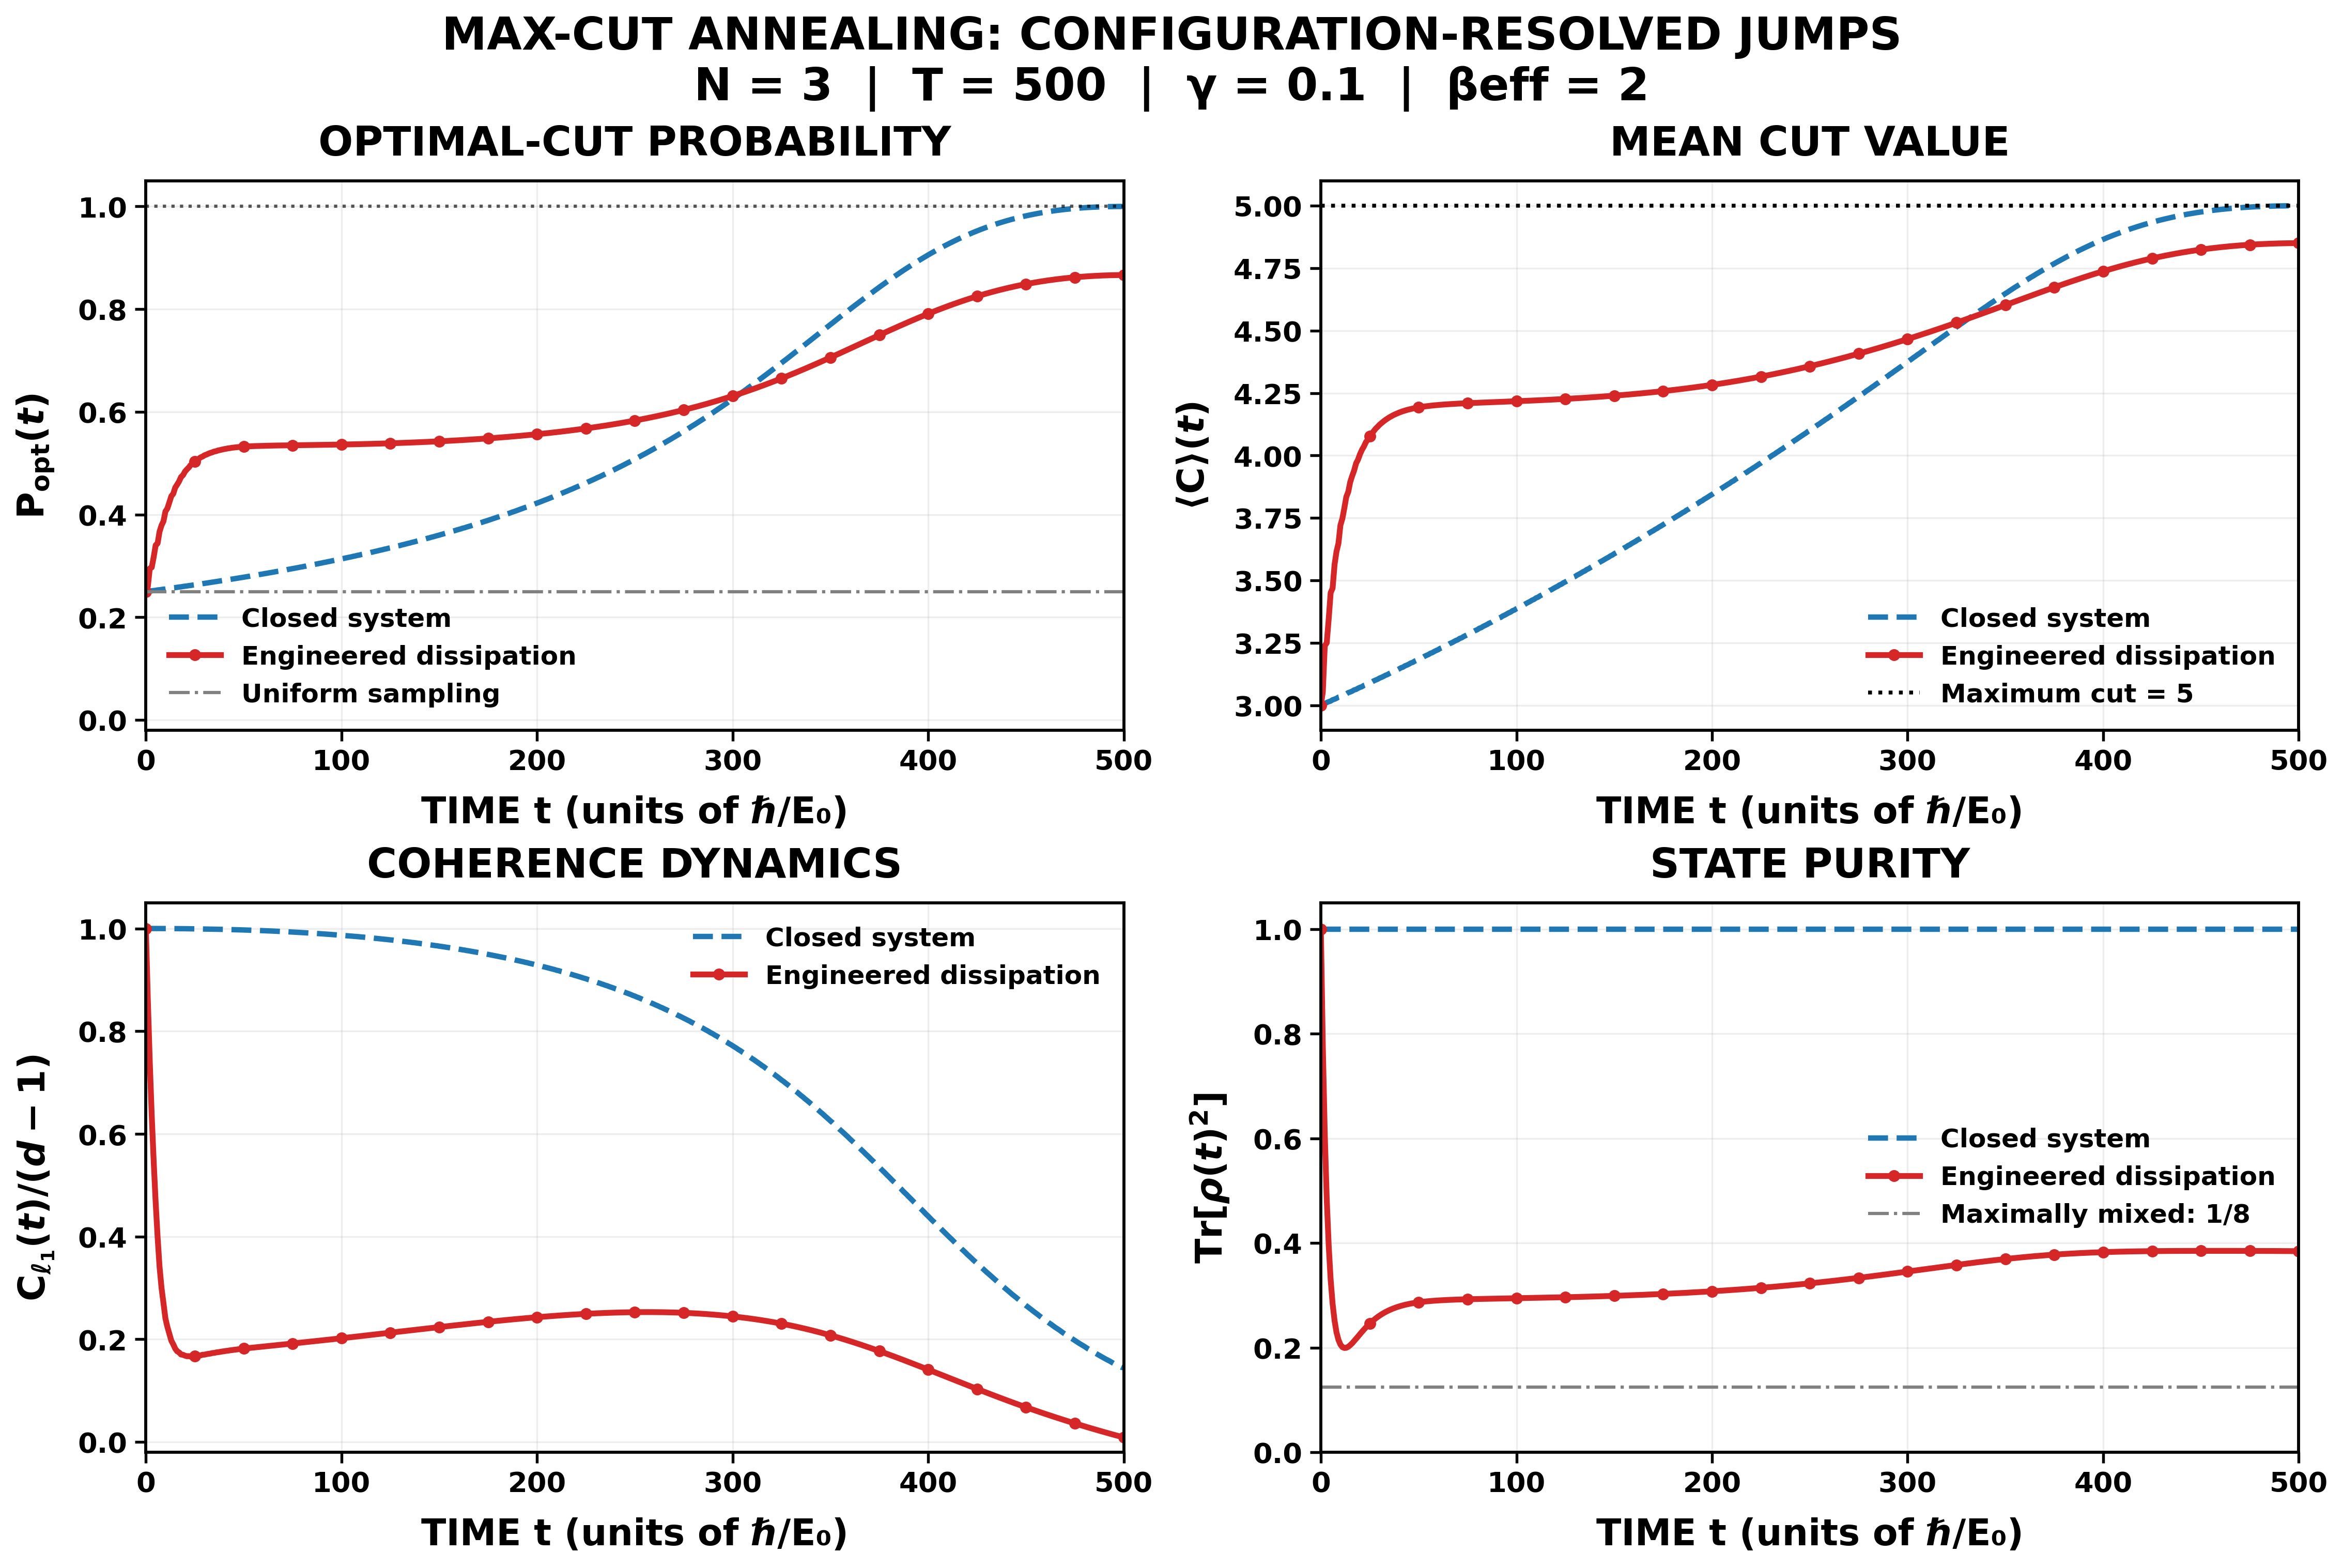 MAX-CUT ANNEALING: CONFIGURATION-RESOLVED JUMPS
N = 3 | T = 500 | γ = 0.1 | βeff = 2
OPTIMAL-CUT PROBABILITY
P_opt(t)
1.0
0.8
0.6
0.4
0.2
0.0
Closed system
Engineered dissipation
Uniform sampling
0 100 200 300 400 500
TIME t (units of ℏ/E₀)
MEAN CUT VALUE
⟨C⟩(t)
5.00
4.75
4.50
4.25
4.00
3.75
3.50
3.25
3.00
Closed system
Engineered dissipation
Maximum cut = 5
0 100 200 300 400 500
TIME t (units of ℏ/E₀)
COHERENCE DYNAMICS
C_ℓ₁(t)/(d − 1)
1.0
0.8
0.6
0.4
0.2
0.0
Closed system
Engineered dissipation
0 100 200 300 400 500
TIME t (units of ℏ/E₀)
STATE PURITY
Tr[ρ(t)²]
1.0
0.8
0.6
0.4
0.2
0.0
Closed system
Engineered dissipation
Maximally mixed: 1/8
0 100 200 300 400 500
TIME t (units of ℏ/E₀)